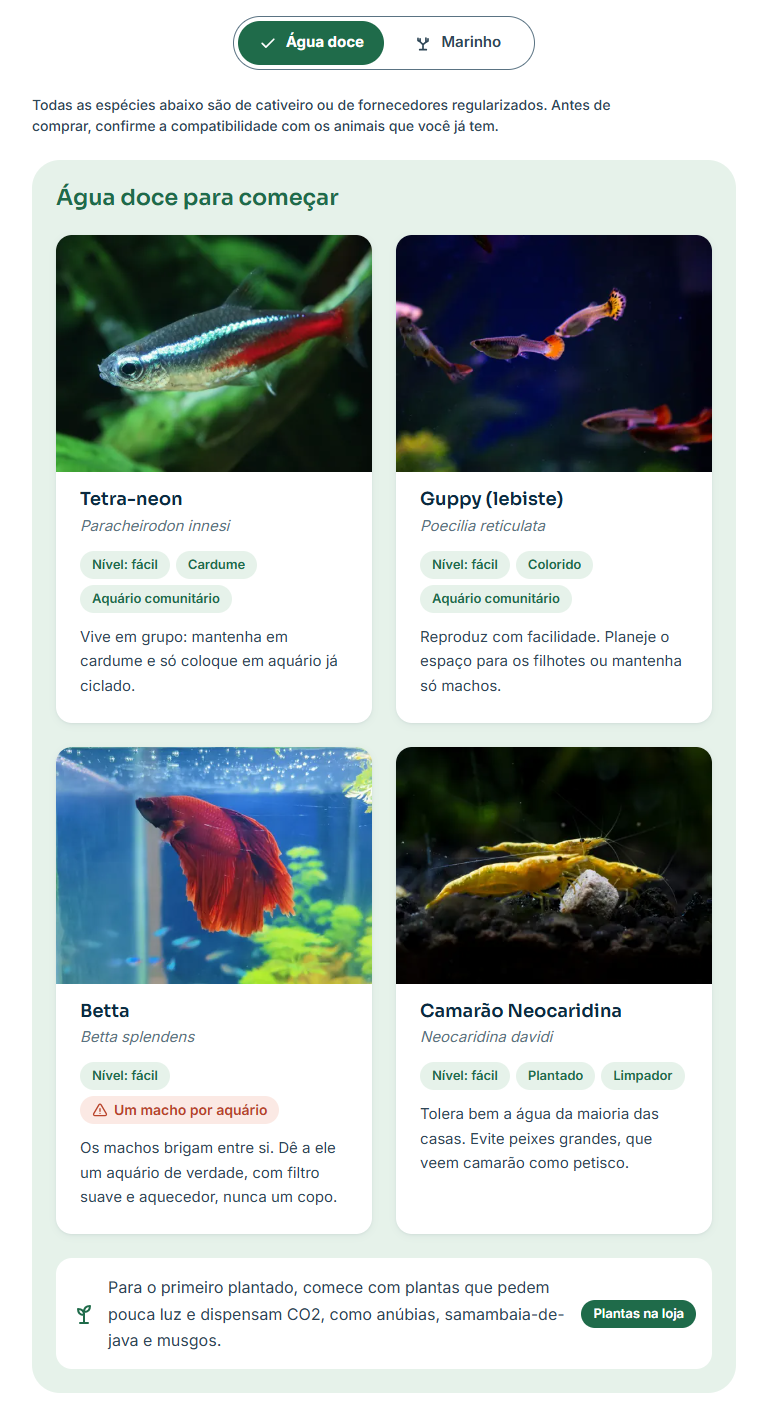 Água doce
Marinho
Todas as espécies abaixo são de cativeiro ou de fornecedores regularizados. Antes de
comprar, confirme a compatibilidade com os animais que você já tem.
Água doce para começar
Tetra-neon
Paracheirodon innesi
Nível: fácil
Cardume
Aquário comunitário
Vive em grupo: mantenha em
cardume e só coloque em aquário já
ciclado.
Guppy (lebiste)
Poecilia reticulata
Nível: fácil
Colorido
Aquário comunitário
Reproduz com facilidade. Planeje o
espaço para os filhotes ou mantenha
só machos.
Betta
Betta splendens
Nível: fácil
Um macho por aquário
Os machos brigam entre si. Dê a ele
um aquário de verdade, com filtro
suave e aquecedor, nunca um copo.
Camarão Neocaridina
Neocaridina davidi
Nível: fácil
Plantado
Limpador
Tolera bem a água da maioria das
casas. Evite peixes grandes, que
veem camarão como petisco.
Para o primeiro plantado, comece com plantas que pedem
pouca luz e dispensam CO2, como anúbias, samambaia-de-
java e musgos.
Plantas na loja